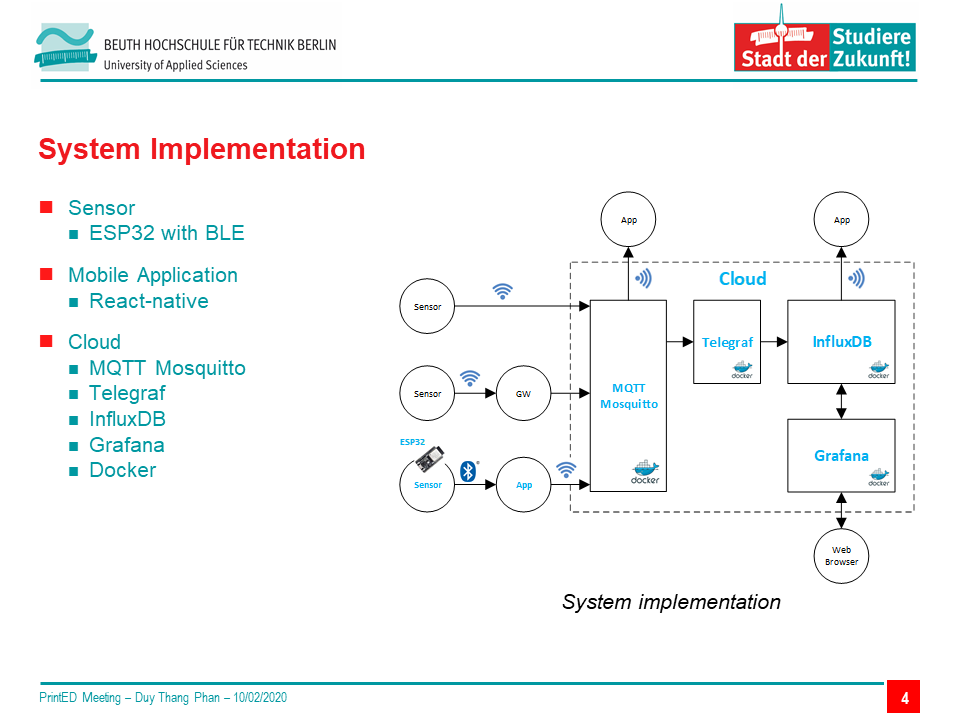 BEUTH HOCHSCHULE FÜR TECHNIK BERLIN
University of Applied Sciences
Studiere
Stadt der Zukunft!
System Implementation
Sensor
ESP32 with BLE
Mobile Application
React-native
Cloud
MQTT Mosquitto
Telegraf
InfluxDB
Grafana
Docker
App
App
Cloud
Sensor
MQTT
Mosquitto
docker
Telegraf
docker
InfluxDB
docker
Sensor
GW
Grafana
docker
ESP32
Sensor
App
Web
Browser
System implementation
PrintED Meeting – Duy Thang Phan – 10/02/2020
4